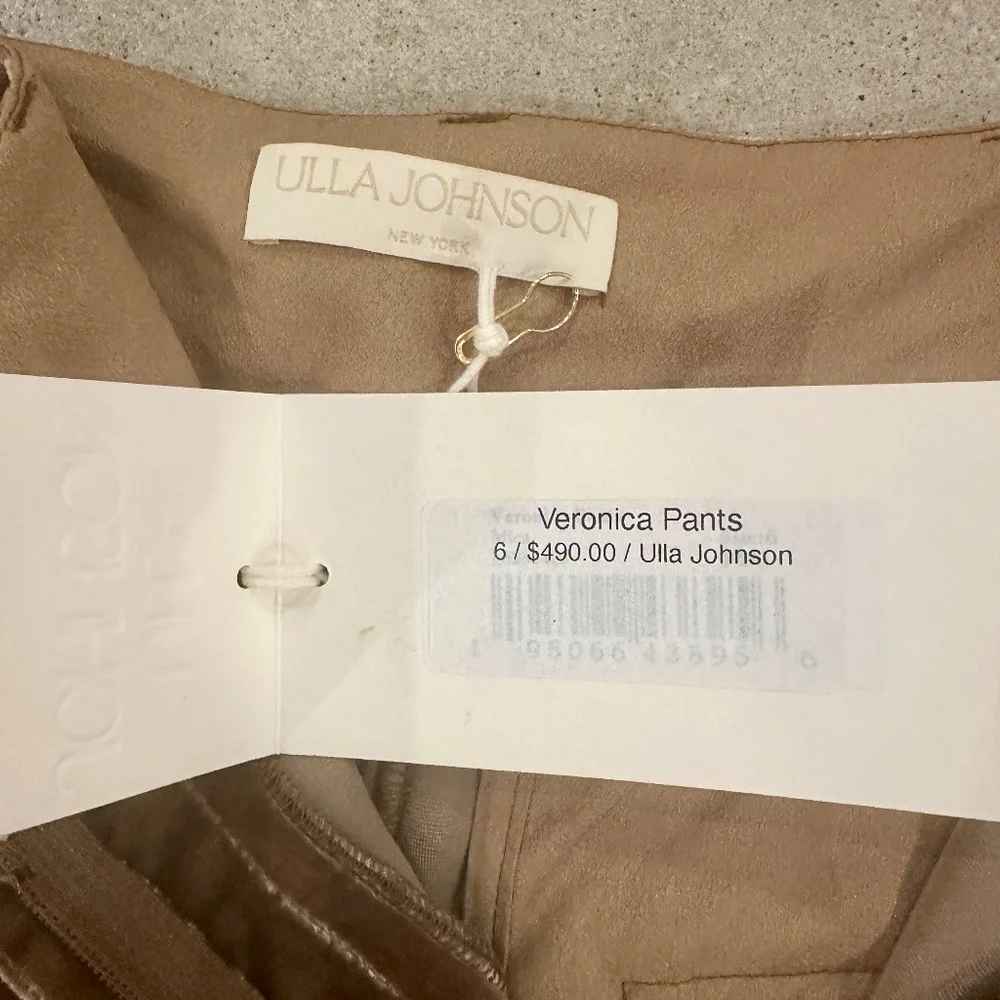 ULLA JOHNSON
NEW YORK
Veronica Pants
6 / $490.00 / Ulla Johnson